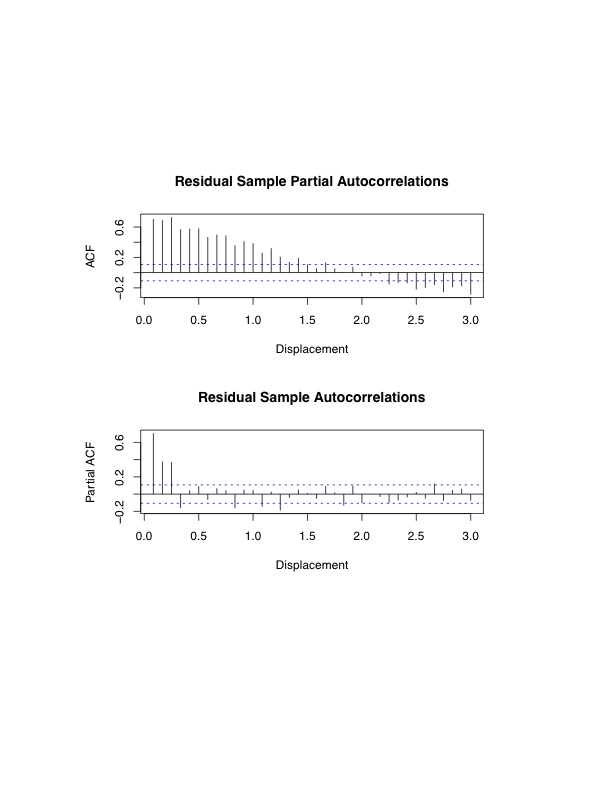 Residual Sample Partial Autocorrelations
ACF
0.6
0.2
−0.2
0.0 0.5 1.0 1.5 2.0 2.5 3.0
Displacement
Residual Sample Autocorrelations
Partial ACF
0.6
0.2
−0.2
0.0 0.5 1.0 1.5 2.0 2.5 3.0
Displacement